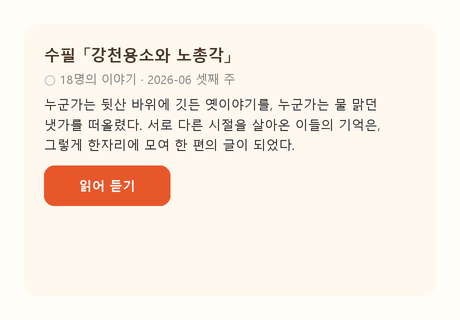 수필 「강천용소와 노총각」
○ 18명의 이야기 · 2026-06 셋째 주
누군가는 뒷산 바위에 깃든 옛이야기를, 누군가는 물 맑던
냇가를 떠올렸다. 서로 다른 시절을 살아온 이들의 기억은,
그렇게 한자리에 모여 한 편의 글이 되었다.
읽어 듣기